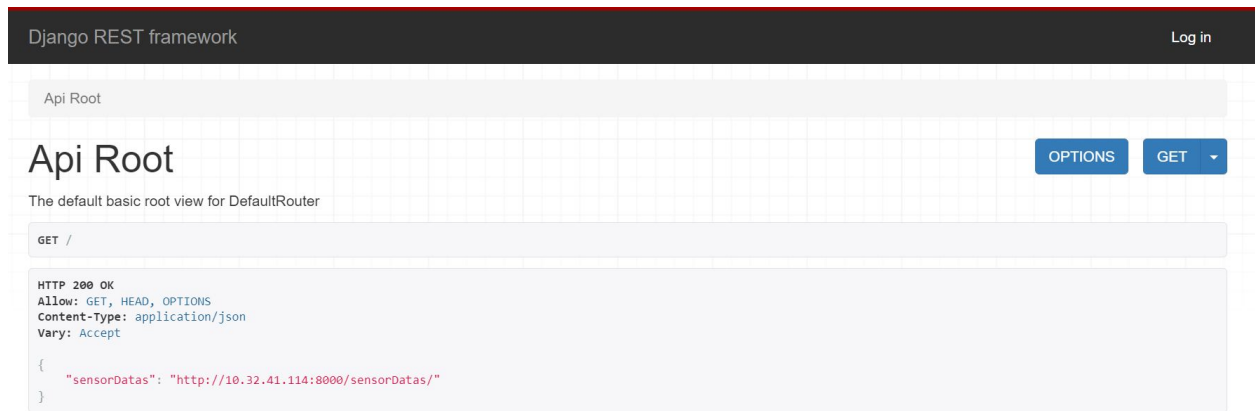 Django REST framework
Log in
Api Root
Api Root
OPTIONS
GET
The default basic root view for DefaultRouter
GET /
HTTP 200 OK
Allow: GET, HEAD, OPTIONS
Content-Type: application/json
Vary: Accept
{
    "sensorDatas": "http://10.32.41.114:8000/sensorDatas/"
}